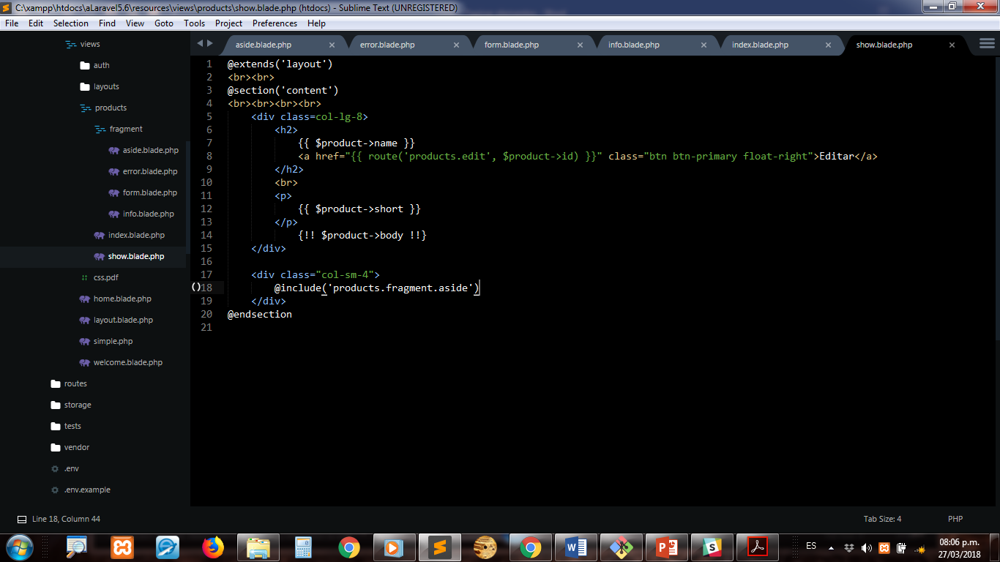 C:\xampp\htdocs\aLaravel5.6\resources\views\products\show.blade.php (htdocs) - Sublime Text (UNREGISTERED)
File Edit Selection Find View Goto Tools Project Preferences Help
views
auth
layouts
products
fragment
aside.blade.php
error.blade.php
form.blade.php
info.blade.php
index.blade.php
show.blade.php
css.pdf
home.blade.php
layout.blade.php
simple.php
welcome.blade.php
routes
storage
tests
vendor
.env
.env.example
aside.blade.php × error.blade.php × form.blade.php × info.blade.php × index.blade.php × show.blade.php ×
1 @extends('layout')
2 <br><br>
3 @section('content')
4 <br><br><br><br>
5 <div class=col-lg-8>
6 <h2>
7 {{ $product->name }}
8 <a href="{{ route('products.edit', $product->id) }}" class="btn btn-primary float-right">Editar</a>
9 </h2>
10 <br>
11 <p>
12 {{ $product->short }}
13 </p>
14 {!! $product->body !!}
15 </div>
16
17 <div class="col-sm-4">
18 @include('products.fragment.aside')
19 </div>
20 @endsection
21
Line 18, Column 44 Tab Size: 4 PHP
ES 08:06 p.m.
27/03/2018